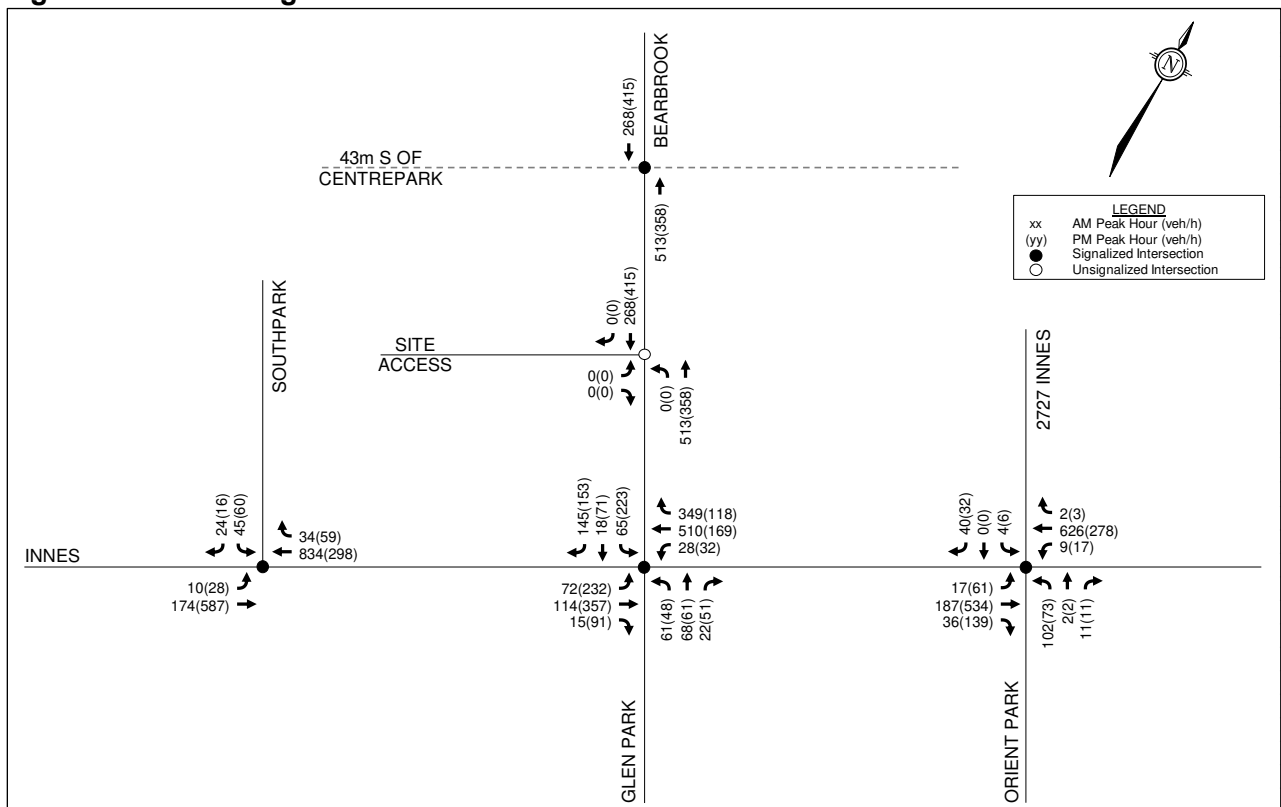 BEARBROOK
268(415)
N
43m S OF
CENTREPARK
513(358)
LEGEND
xx AM Peak Hour (veh/h)
(yy) PM Peak Hour (veh/h)
Signalized Intersection
Unsignalized Intersection
SOUTHPARK
0(0)
268(415)
SITE
ACCESS
0(0)
0(0)
0(0)
513(358)
2727 INNES
INNES
24(16)
45(60)
34(59)
834(298)
10(28)
174(587)
145(153)
18(71)
65(223)
349(118)
510(169)
28(32)
72(232)
114(357)
15(91)
61(48)
68(61)
22(51)
40(32)
0(0)
4(6)
2(3)
626(278)
9(17)
17(61)
187(534)
36(139)
102(73)
2(2)
11(11)
GLEN PARK
ORIENT PARK